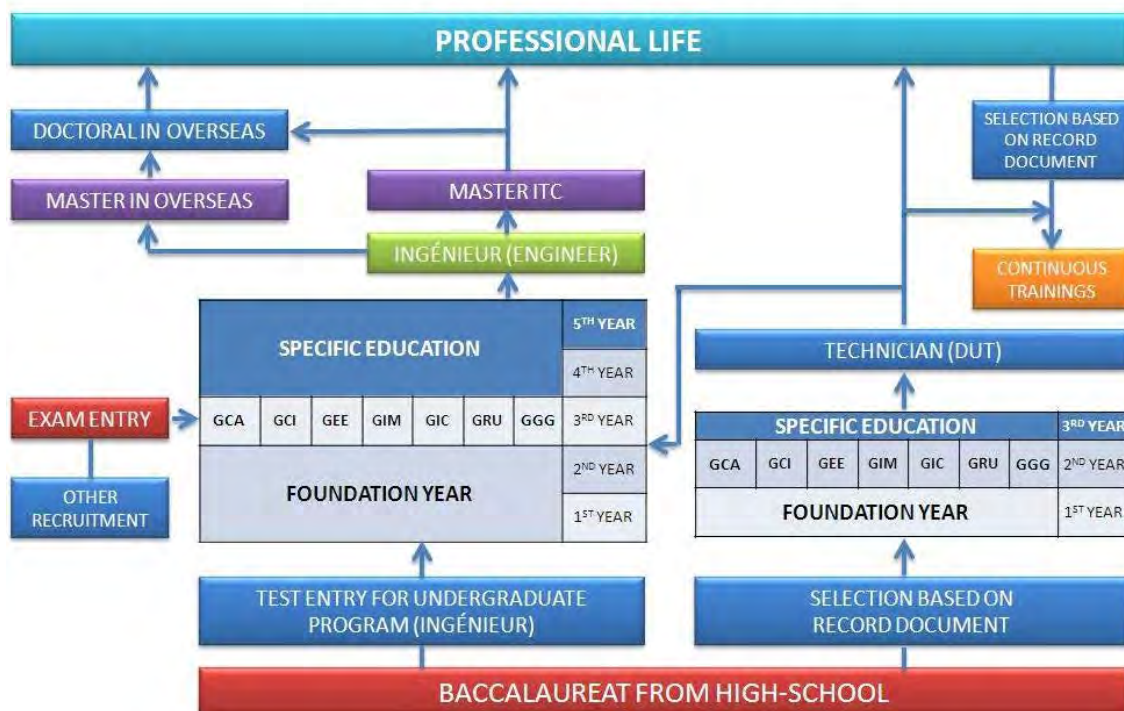 PROFESSIONAL LIFE
DOCTORAL IN OVERSEAS
SELECTION BASED
ON RECORD
DOCUMENT
MASTER IN OVERSEAS
MASTER ITC
INGÉNIEUR (ENGINEER)
CONTINUOUS
TRAININGS
SPECIFIC EDUCATION
5TH YEAR
4TH YEAR
TECHNICIAN (DUT)
EXAM ENTRY
GCA GCI GEE GIM GIC GRU GGG 3RD YEAR
SPECIFIC EDUCATION 3RD YEAR
GCA GCI GEE GIM GIC GRU GGG 2ND YEAR
FOUNDATION YEAR
2ND YEAR
1ST YEAR
OTHER
RECRUITMENT
FOUNDATION YEAR 1ST YEAR
TEST ENTRY FOR UNDERGRADUATE
PROGRAM (INGÉNIEUR)
SELECTION BASED ON
RECORD DOCUMENT
BACCALAUREAT FROM HIGH-SCHOOL